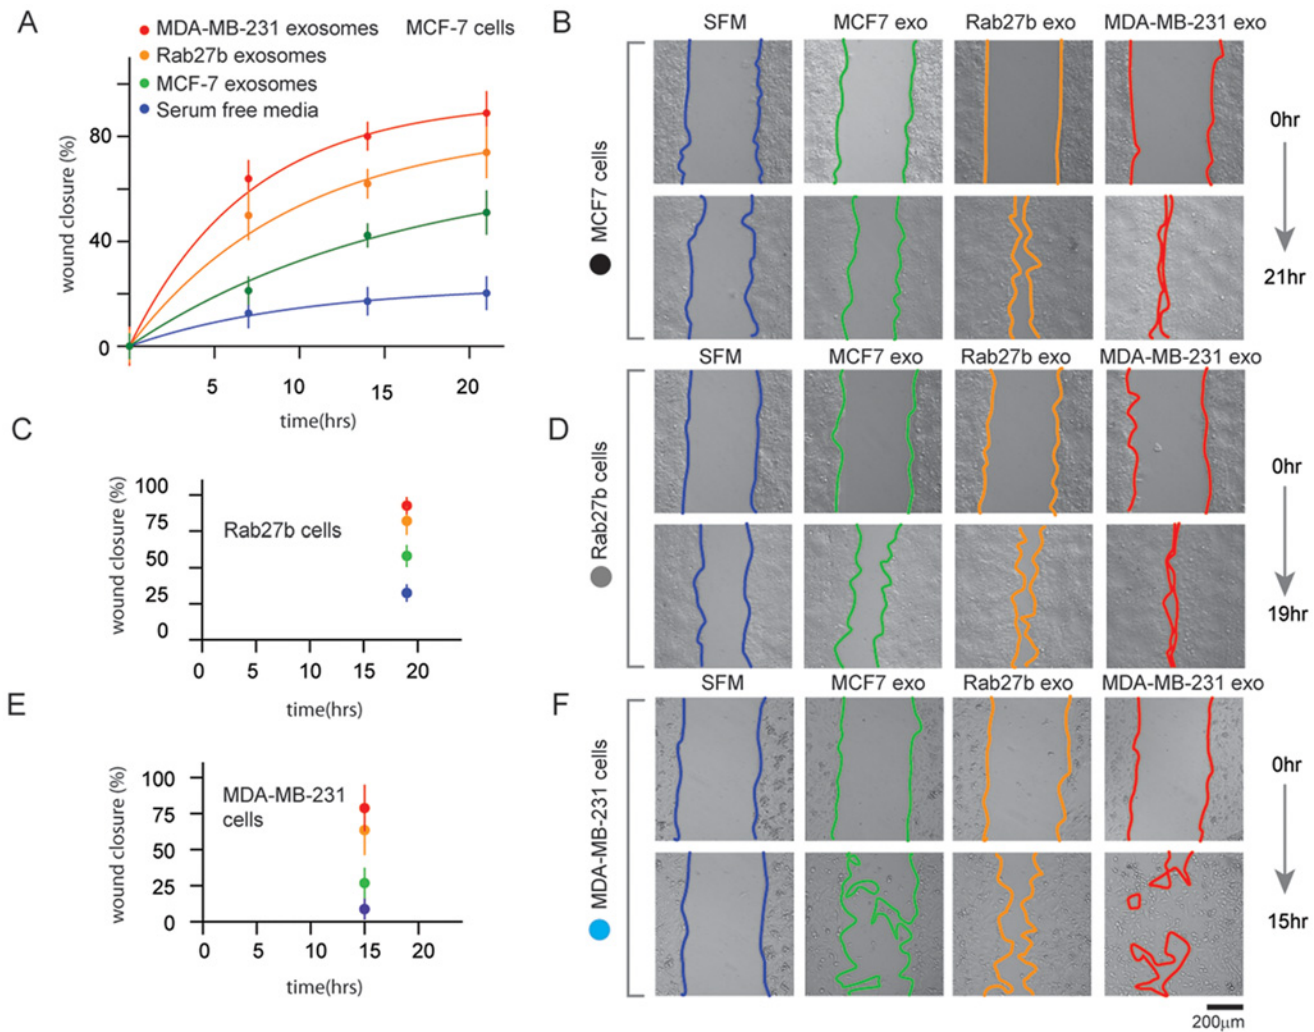 A
MDA-MB-231 exosomes
MCF-7 cells
Rab27b exosomes
MCF-7 exosomes
Serum free media
wound closure (%)
80
40
0
5
10
15
20
time(hrs)
B
SFM
MCF7 exo
Rab27b exo
MDA-MB-231 exo
MCF7 cells
0hr
21hr
C
wound closure (%)
100
75
50
25
0
Rab27b cells
0
5
10
15
20
time(hrs)
D
SFM
MCF7 exo
Rab27b exo
MDA-MB-231 exo
Rab27b cells
0hr
19hr
E
wound closure (%)
100
75
50
25
0
MDA-MB-231
cells
0
5
10
15
20
time(hrs)
F
SFM
MCF7 exo
Rab27b exo
MDA-MB-231 exo
MDA-MB-231 cells
0hr
15hr
200μm